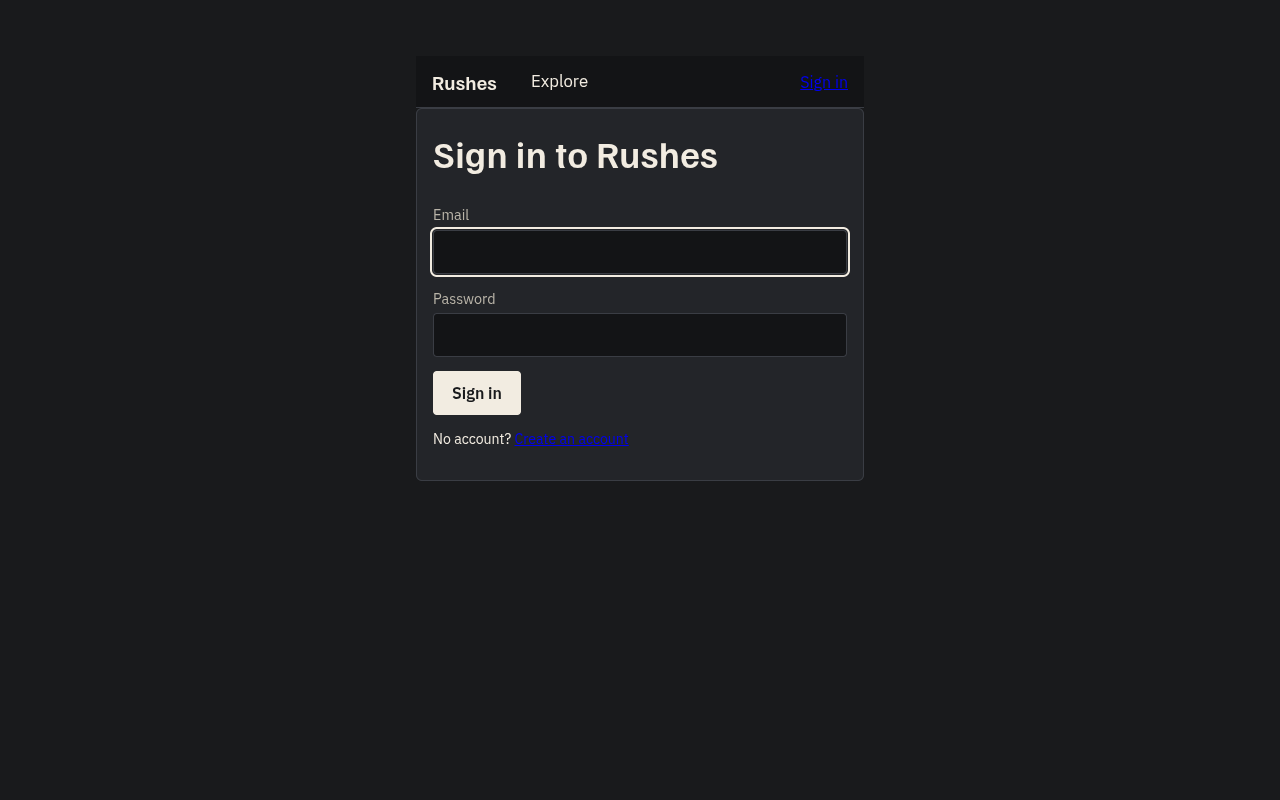 Rushes Explore Sign in
Sign in to Rushes
Email
Password
Sign in
No account? Create an account